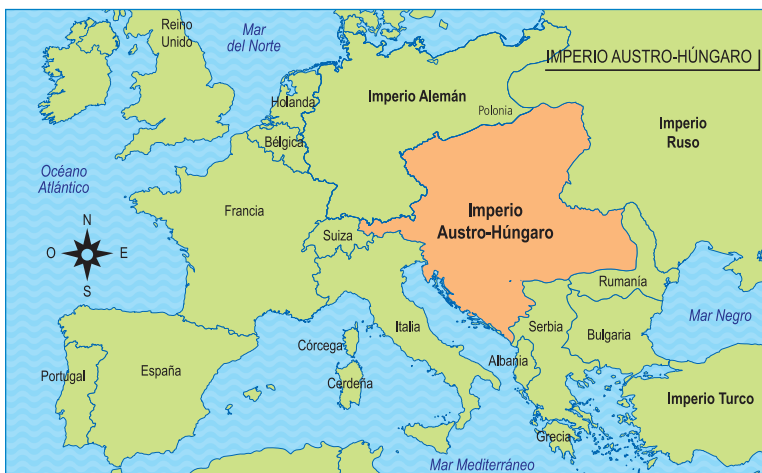 Reino
Unido
Mar
del Norte
IMPERIO AUSTRO-HÚNGARO
Holanda
Imperio Alemán
Polonia
Imperio
Ruso
Bélgica
Océano
Atlántico
Francia
N
O
E
S
Suiza
Imperio
Austro-Húngaro
Rumanía
Mar Negro
Italia
Serbia
Bulgaria
Córcega
Albania
Portugal
España
Cerdeña
Imperio Turco
Grecia
Mar Mediterráneo